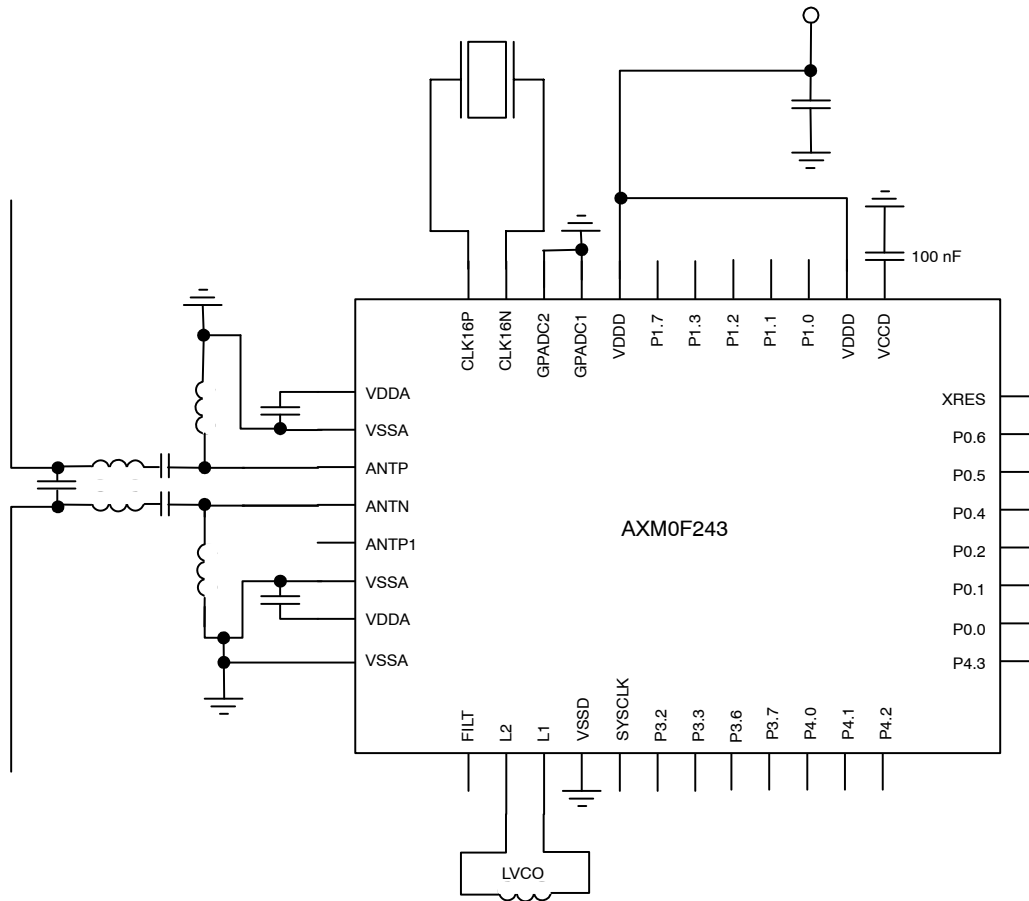 100 nF
CLK16P
CLK16N
GPADC2
GPADC1
VDDD
P1.7
P1.3
P1.2
P1.1
P1.0
VDDD
VCCD
VDDA
VSSA
ANTP
ANTN
ANTP1
VSSA
VDDA
VSSA
AXM0F243
XRES
P0.6
P0.5
P0.4
P0.2
P0.1
P0.0
P4.3
FILT
L2
L1
VSSD
SYSCLK
P3.2
P3.3
P3.6
P3.7
P4.0
P4.1
P4.2
LVCO